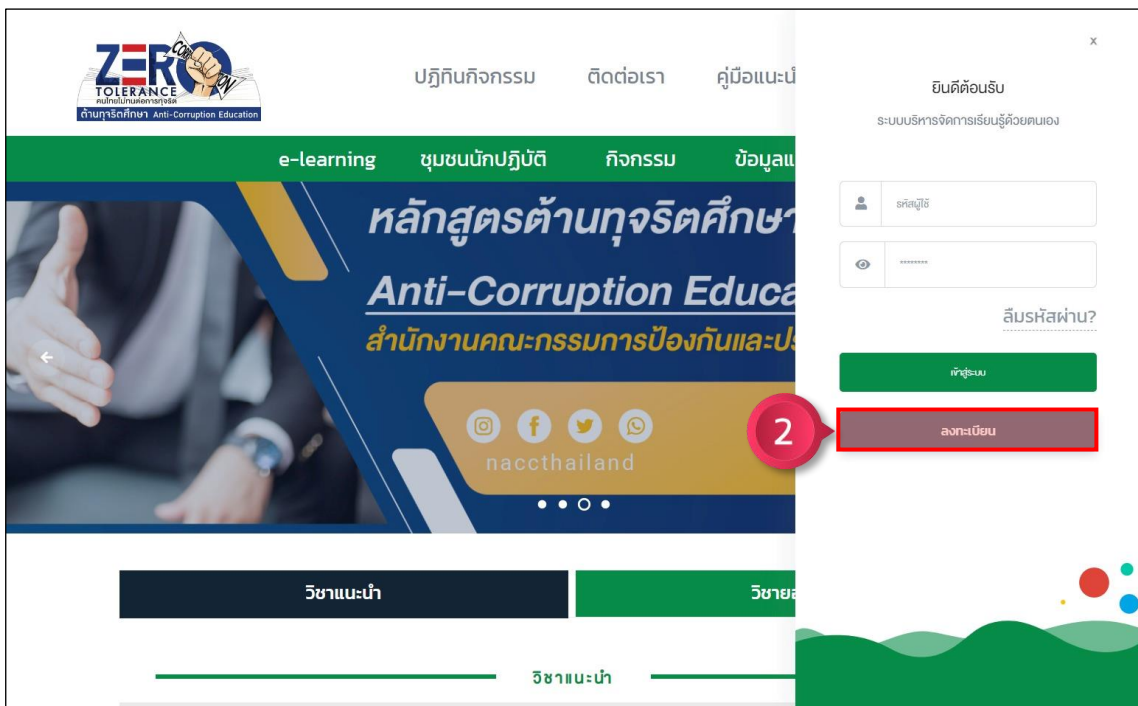 ZERO
CORRUPTION
TOLERANCE
คนไทยไม่ทนต่อการทุจริต
ต้านทุจริตศึกษา Anti-Corruption Education
ปฏิทินกิจกรรม ติดต่อเรา คู่มือแนะนำ
e-learning ชุมชนนักปฏิบัติ กิจกรรม ข้อมูลแ
หลักสูตรต้านทุจริตศึกษา
Anti-Corruption Educa
สำนักงานคณะกรรมการป้องกันและปร
naccthailand
วิชาแนะนำ วิชายอ
วิชาแนะนำ
x
ยินดีต้อนรับ
ระบบบริหารจัดการเรียนรู้ด้วยตนเอง
รหัสผู้ใช้
********
ลืมรหัสผ่าน?
เข้าสู่ระบบ
2
ลงทะเบียน